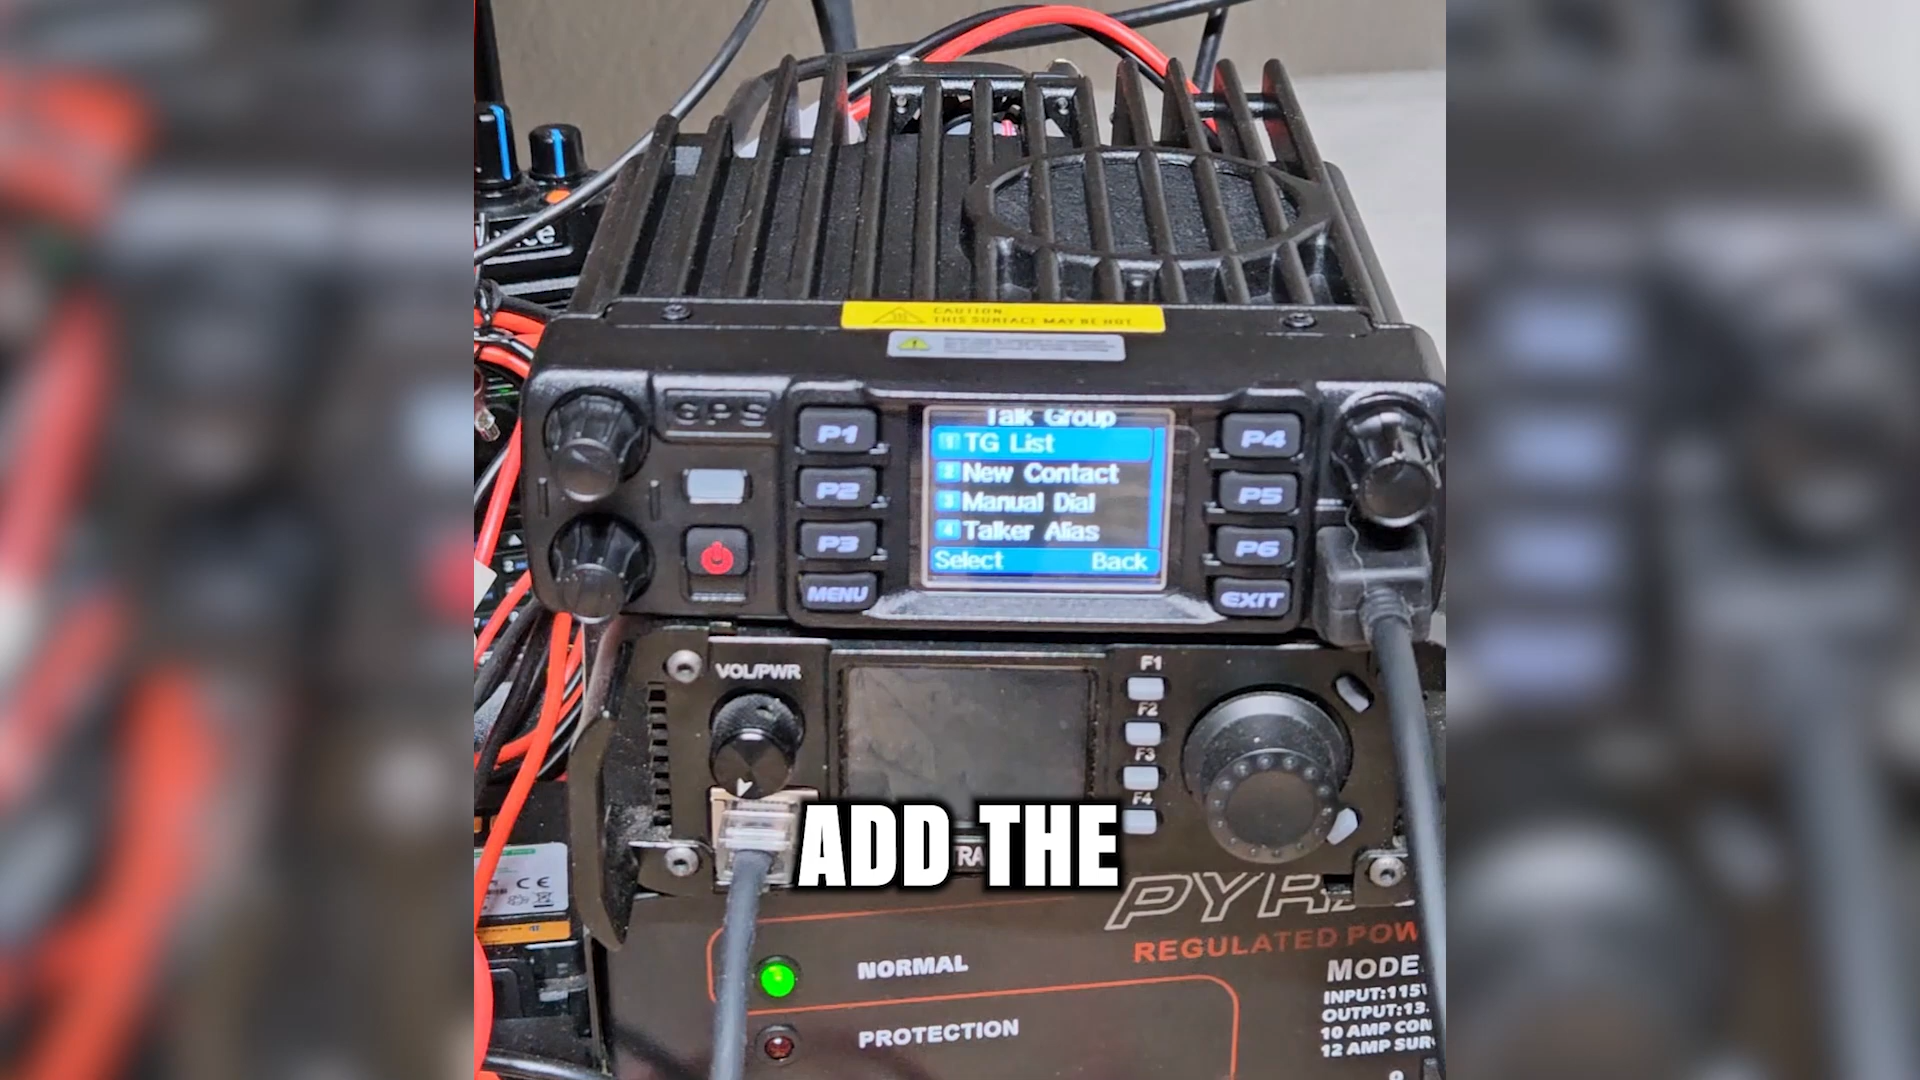 CAUTION
THIS SURFACE MAY BE HOT
GPS
P1
P2
P3
MENU
Talk Group
1 TG List
2 New Contact
3 Manual Dial
4 Talker Alias
Select Back
P4
P5
P6
EXIT
VOL/PWR
F1
F2
F3
F4
ADD THE
PYR
REGULATED POW
NORMAL
PROTECTION
MODE
INPUT:115
OUTPUT:13.
10 AMP CON
12 AMP SUR
CE